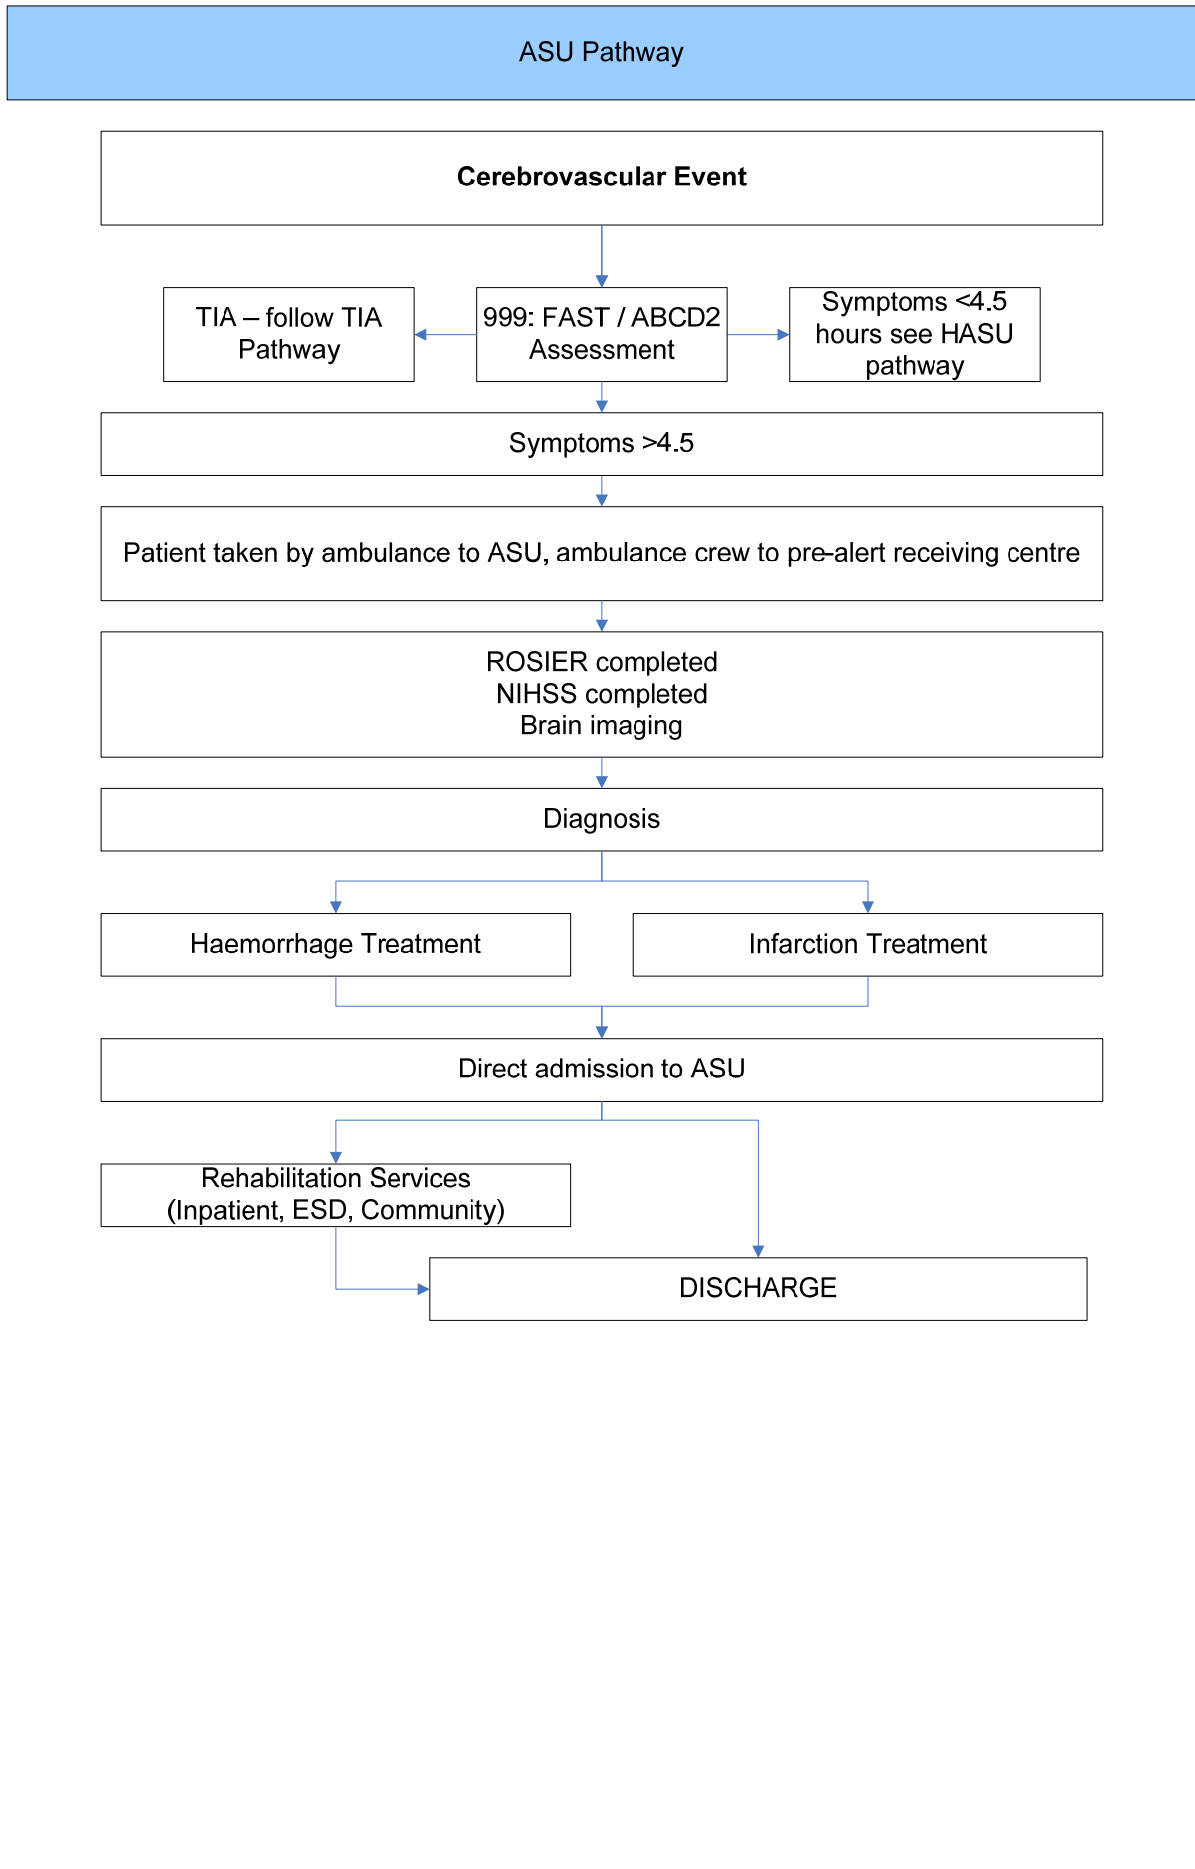 ASU Pathway
Cerebrovascular Event
TIA – follow TIA
Pathway
999: FAST / ABCD2
Assessment
Symptoms <4.5
hours see HASU
pathway
Symptoms >4.5
Patient taken by ambulance to ASU, ambulance crew to pre-alert receiving centre
ROSIER completed
NIHSS completed
Brain imaging
Diagnosis
Haemorrhage Treatment
Infarction Treatment
Direct admission to ASU
Rehabilitation Services
(Inpatient, ESD, Community)
DISCHARGE